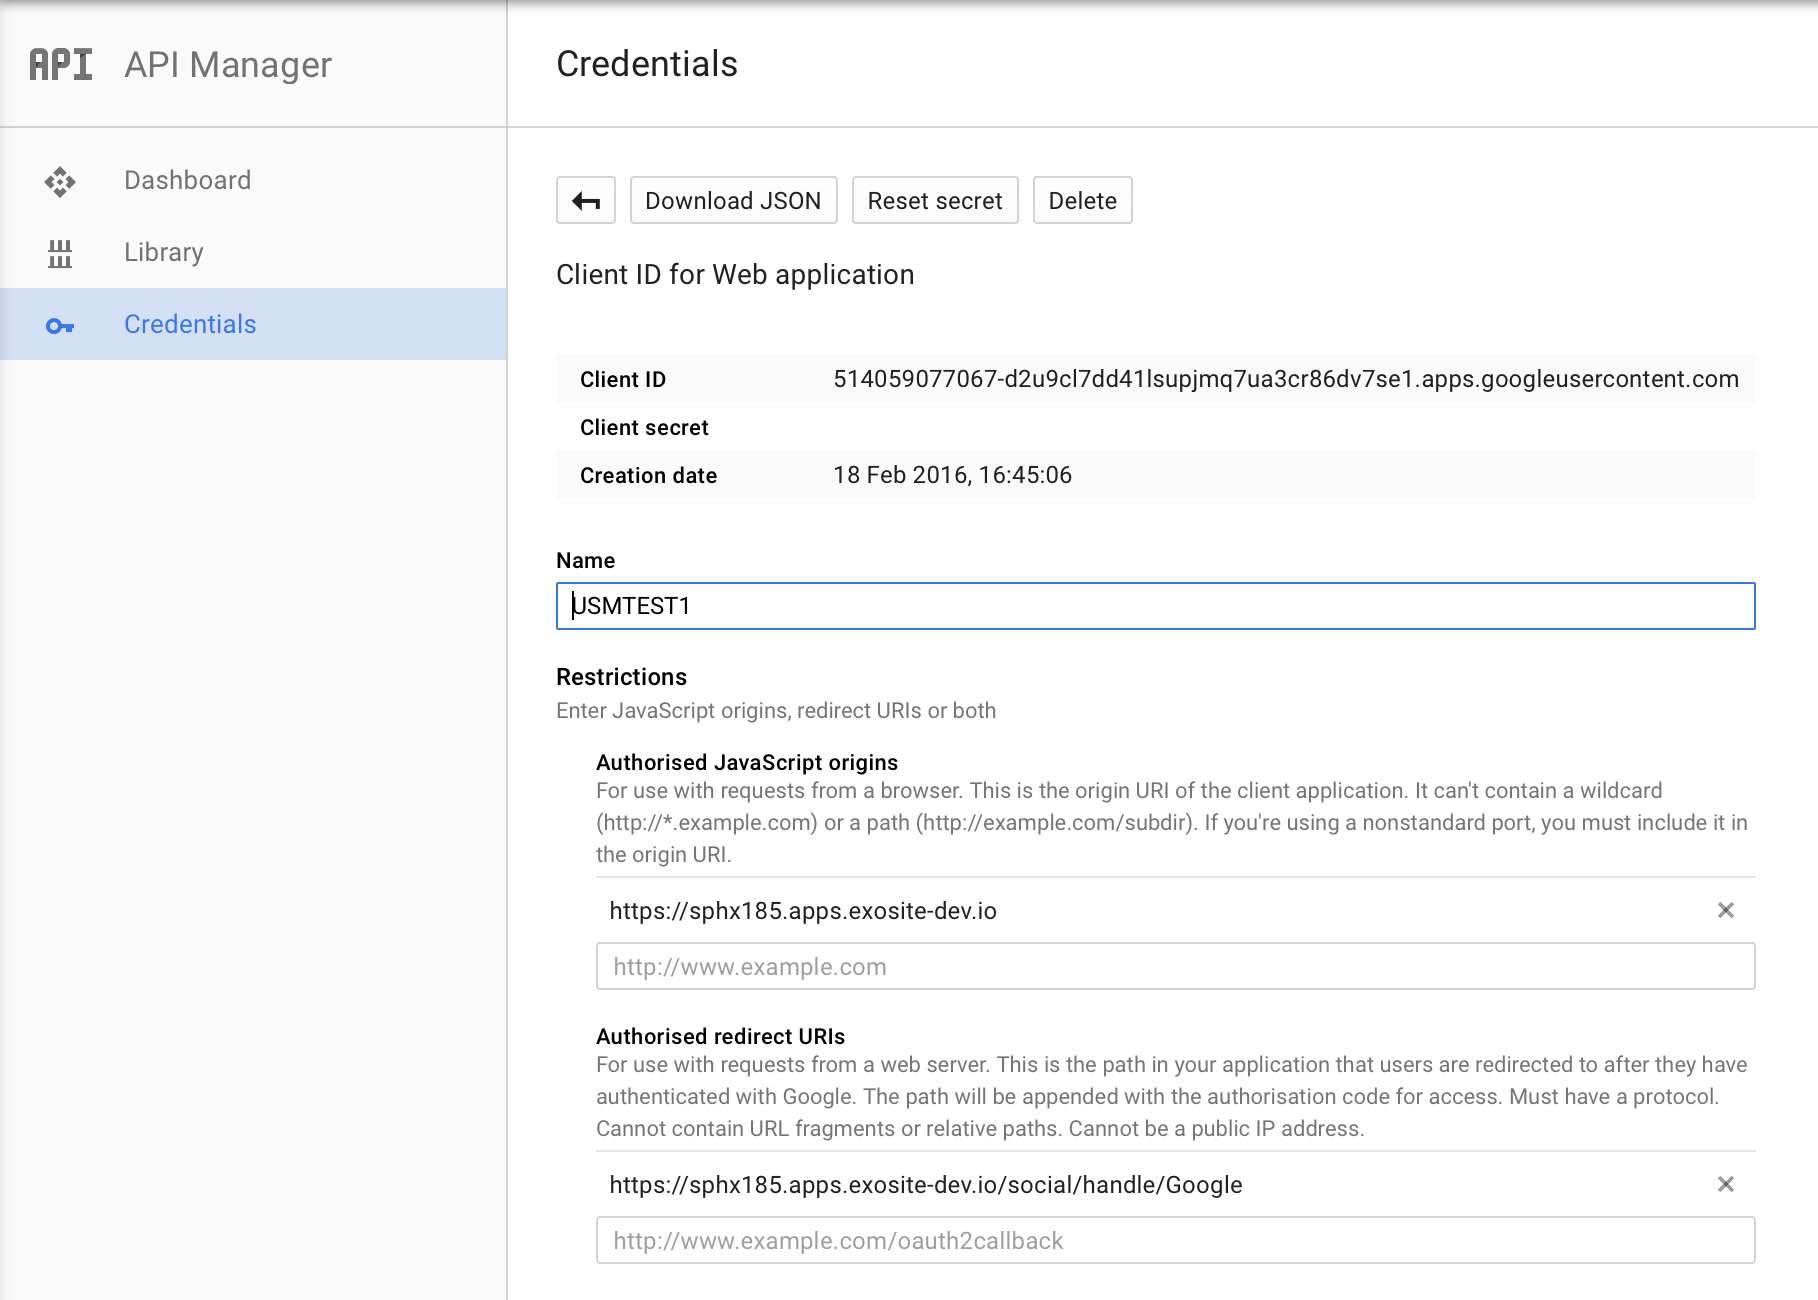 API API Manager
Credentials
Dashboard
Library
Credentials
Download JSON Reset secret Delete
Client ID for Web application
Client ID 514059077067-d2u9cl7dd41lsupjmq7ua3cr86dv7se1.apps.googleusercontent.com
Client secret
Creation date 18 Feb 2016, 16:45:06
Name
USMTEST1
Restrictions
Enter JavaScript origins, redirect URIs or both
Authorised JavaScript origins
For use with requests from a browser. This is the origin URI of the client application. It can't contain a wildcard
(http://*.example.com) or a path (http://example.com/subdir). If you're using a nonstandard port, you must include it in
the origin URI.
https://sphx185.apps.exosite-dev.io
http://www.example.com
Authorised redirect URIs
For use with requests from a web server. This is the path in your application that users are redirected to after they have
authenticated with Google. The path will be appended with the authorisation code for access. Must have a protocol.
Cannot contain URL fragments or relative paths. Cannot be a public IP address.
https://sphx185.apps.exosite-dev.io/social/handle/Google
http://www.example.com/oauth2callback